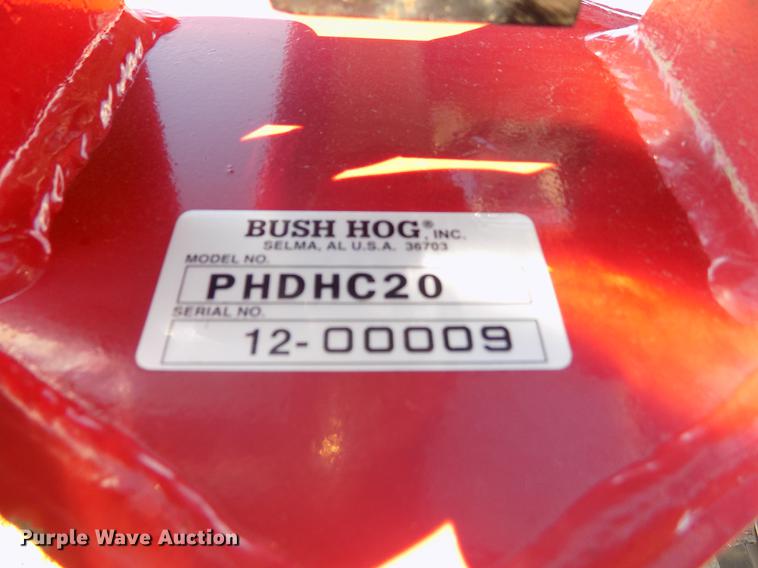 BUSH HOG®, INC.
SELMA, AL U.S.A. 36703
MODEL NO.
PHDHC20
SERIAL NO.
12-00009
Purple Wave Auction